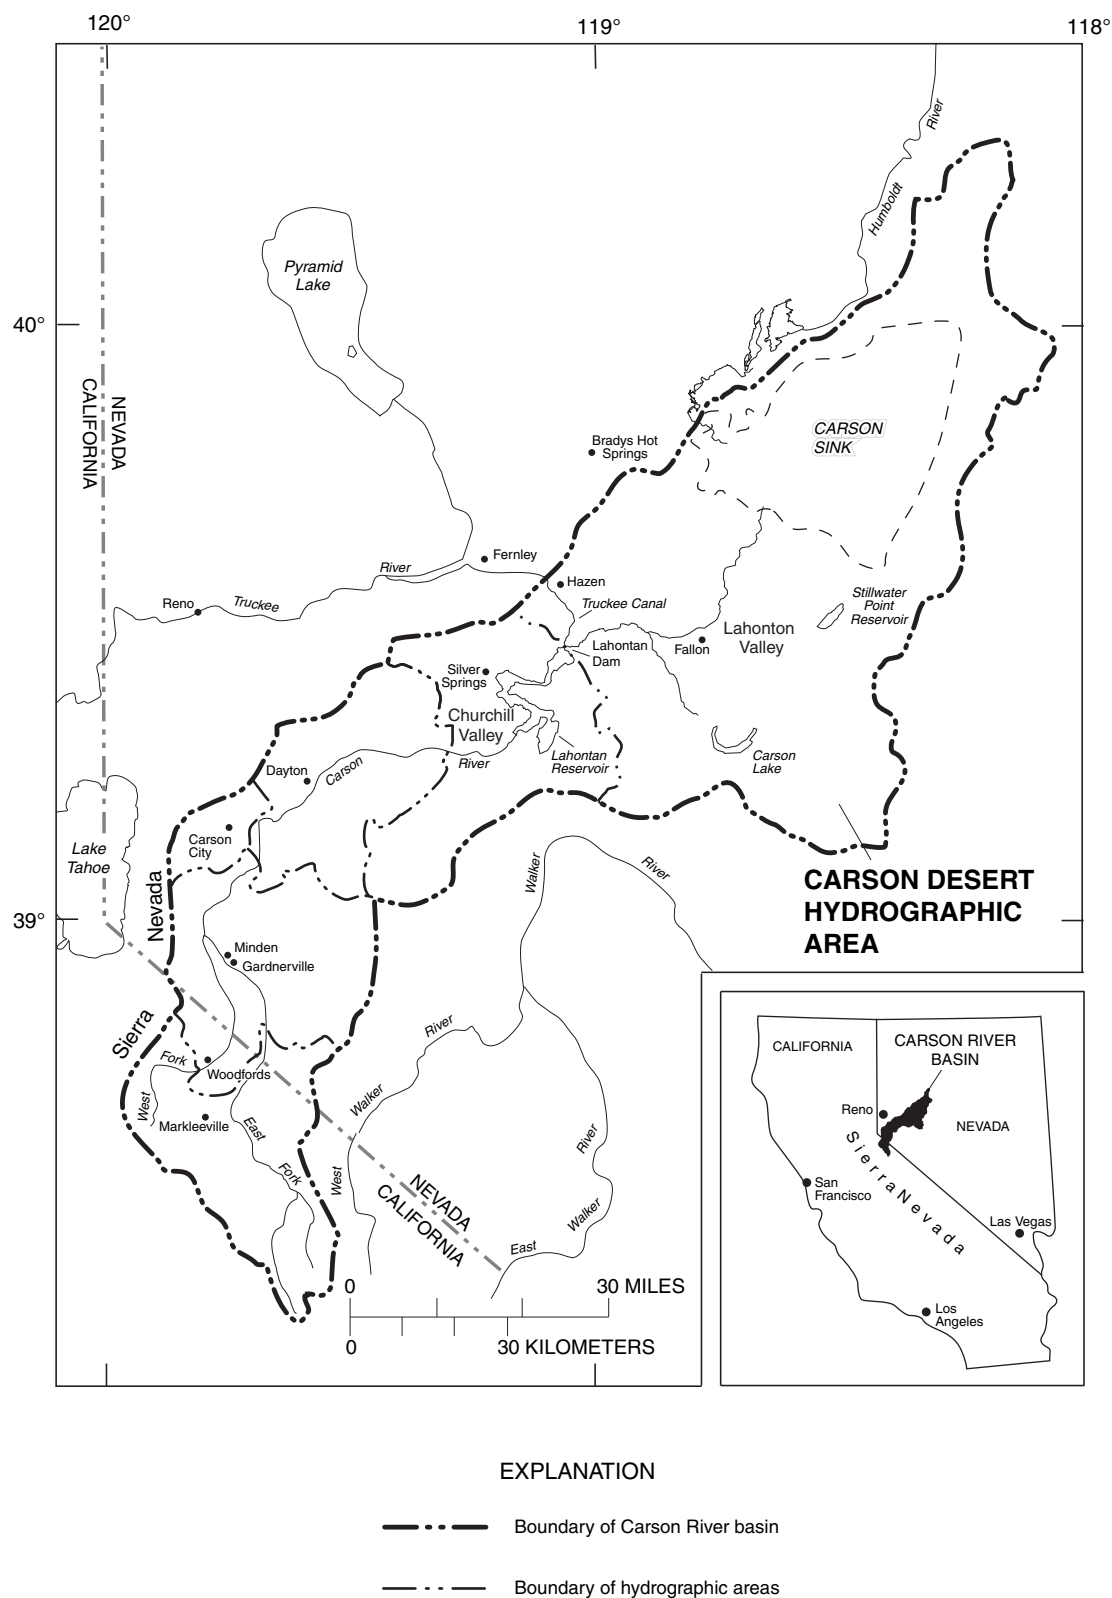 120°
119°
118°
River
Humboldt
Pyramid
Lake
40°
NEVADA
CALIFORNIA
CARSON
SINK
Bradys Hot
Springs
Fernley
River
Hazen
Reno
Truckee
Truckee Canal
Stillwater
Point
Reservoir
Lahonton
Valley
Fallon
Lahontan
Dam
Silver
Springs
Churchill
Valley
Lahontan
Reservoir
Carson
Lake
Dayton
Carson
River
Carson
City
Lake
Tahoe
Walker
River
CARSON DESERT
HYDROGRAPHIC
AREA
39°
Nevada
Minden
Gardnerville
Sierra
Fork
West
Woodfords
Markleeville
East
Fork
River
Walker
West
River
Walker
East
NEVADA
CALIFORNIA
0
30 MILES
0
30 KILOMETERS
CALIFORNIA
CARSON RIVER
BASIN
Reno
NEVADA
Sierra Nevada
San
Francisco
Las Vegas
Los
Angeles
EXPLANATION
Boundary of Carson River basin
Boundary of hydrographic areas